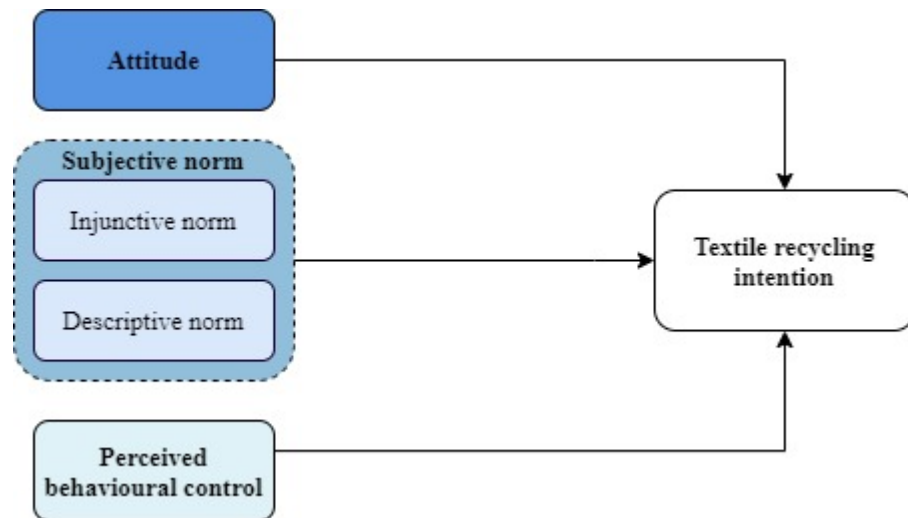 Attitude
Subjective norm
Injunctive norm
Descriptive norm
Perceived
behavioural control
Textile recycling
intention